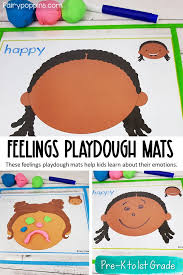 Fairypoppins.com
happy
FEELINGS PLAYDOUGH MATS
These feelings playdough mats help kids learn about their emotions.
happy
Pre-K to 1st Grade